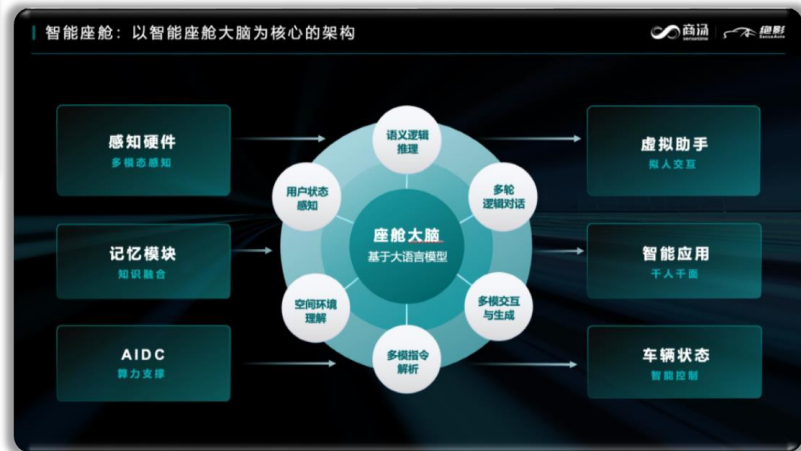 智能座舱：以智能座舱大脑为核心的架构
商汤
sensetime
绝影
SenseAuto
感知硬件
多模态感知
记忆模块
知识融合
AIDC
算力支撑
语义逻辑
推理
用户状态
感知
多轮
逻辑对话
座舱大脑
基于大语言模型
空间环境
理解
多模交互
与生成
多模指令
解析
虚拟助手
拟人交互
智能应用
千人千面
车辆状态
智能控制